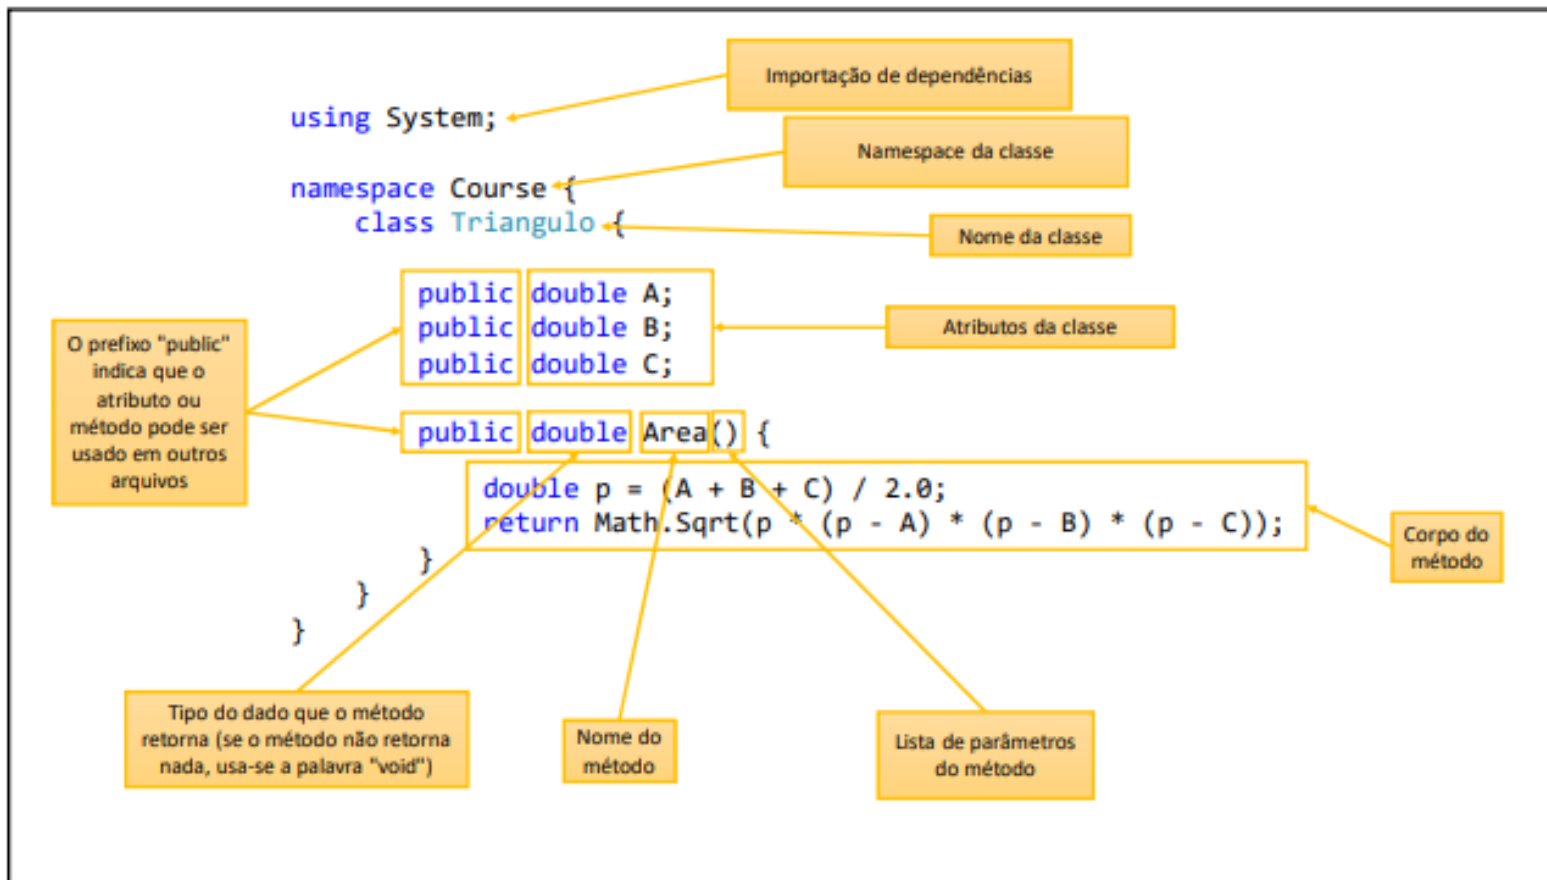 Importação de dependências
using System;
Namespace da classe
namespace Course {
class Triangulo {
Nome da classe
public double A;
public double B;
public double C;
Atributos da classe
O prefixo "public"
indica que o
atributo ou
método pode ser
usado em outros
arquivos
public double Area() {
double p = (A + B + C) / 2.0;
return Math.Sqrt(p * (p - A) * (p - B) * (p - C));
Corpo do
método
}
}
}
Tipo do dado que o método
retorna (se o método não retorna
nada, usa-se a palavra "void")
Nome do
método
Lista de parâmetros
do método